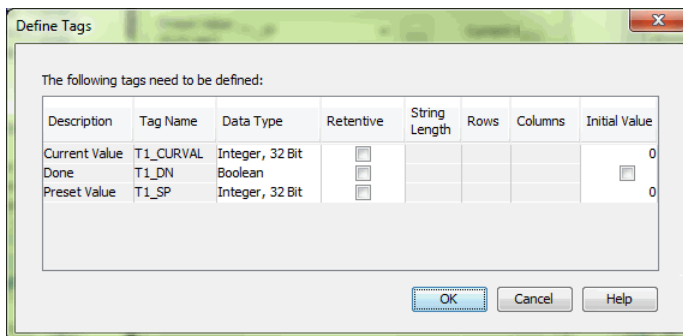 Define Tags
The following tags need to be defined:
Description Tag Name Data Type Retentive String Length Rows Columns Initial Value
Current Value T1_CURVAL Integer, 32 Bit 0
Done T1_DN Boolean
Preset Value T1_SP Integer, 32 Bit 0
OK Cancel Help